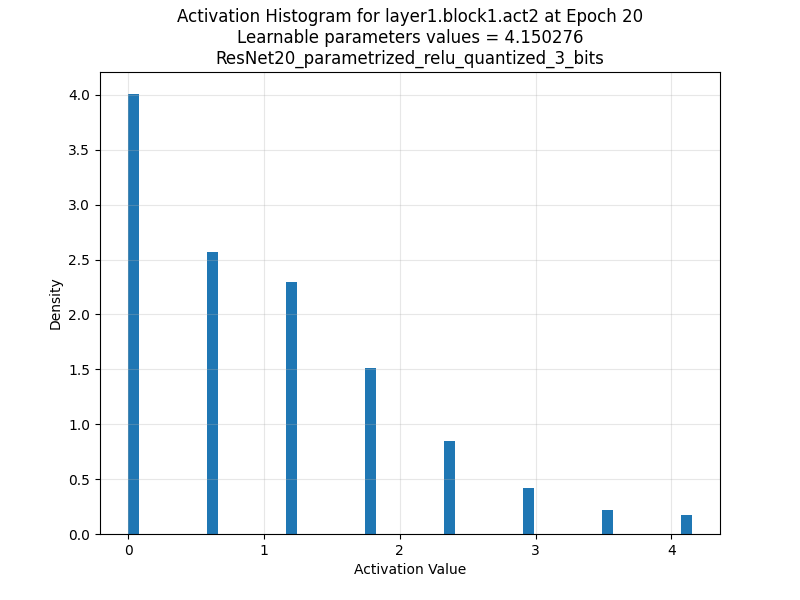 Activation Histogram for layer1.block1.act2 at Epoch 20
Learnable parameters values = 4.150276
ResNet20_parametrized_relu_quantized_3_bits
4.0
3.5
3.0
2.5
2.0
1.5
1.0
0.5
0.0
Density
0 1 2 3 4
Activation Value